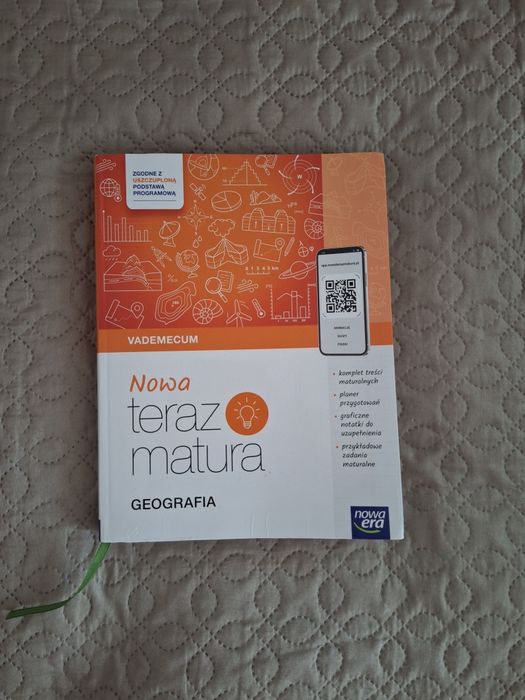 ZGODNE Z
USZCZUPLONĄ
PODSTAWĄ
PROGRAMOWĄ
VADEMECUM
Nowa
teraz
matura
GEOGRAFIA
• komplet treści
maturalnych
• planer
przygotowań
• graficzne
notatki do
uzupełnienia
• przykładowe
zadania
maturalne
nowa
era